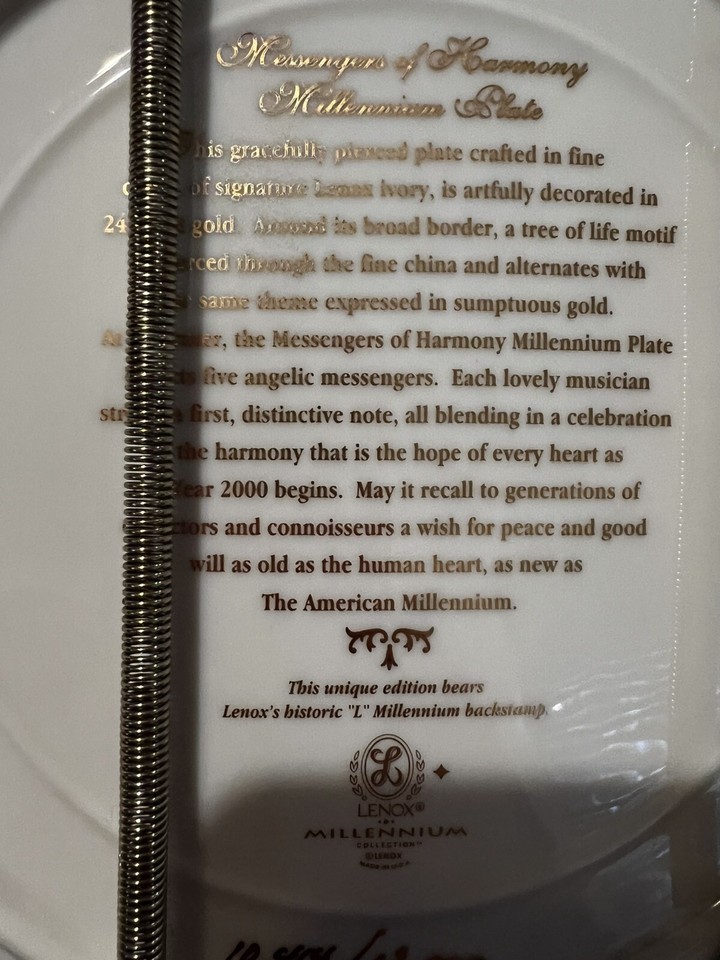 Messengers of Harmony
Millennium Plate
his gracefully pierced plate crafted in fine
of signature Lenox ivory, is artfully decorated in
24 gold. Around its broad border, a tree of life motif
rced through the fine china and alternates with
same theme expressed in sumptuous gold.
the Messengers of Harmony Millennium Plate
five angelic messengers. Each lovely musician
first, distinctive note, all blending in a celebration
the harmony that is the hope of every heart as
Year 2000 begins. May it recall to generations of
tors and connoisseurs a wish for peace and good
will as old as the human heart, as new as
The American Millennium.
This unique edition bears
Lenox's historic "L" Millennium backstamp.
L
LENOX®
MILLENNIUM
COLLECTION™
©LENOX
MADE IN U.S.A.